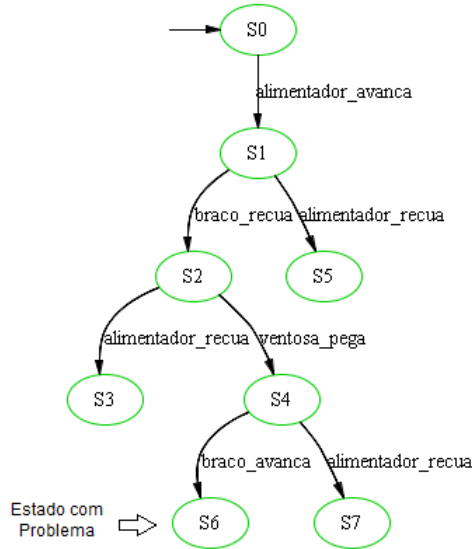 S0
alimentador_avanca
S1
braco_recua alimentador_recua
S2
S5
alimentador_recua ventosa_pega
S3
S4
braco_avanca alimentador_recua
Estado com
Problema
S6
S7